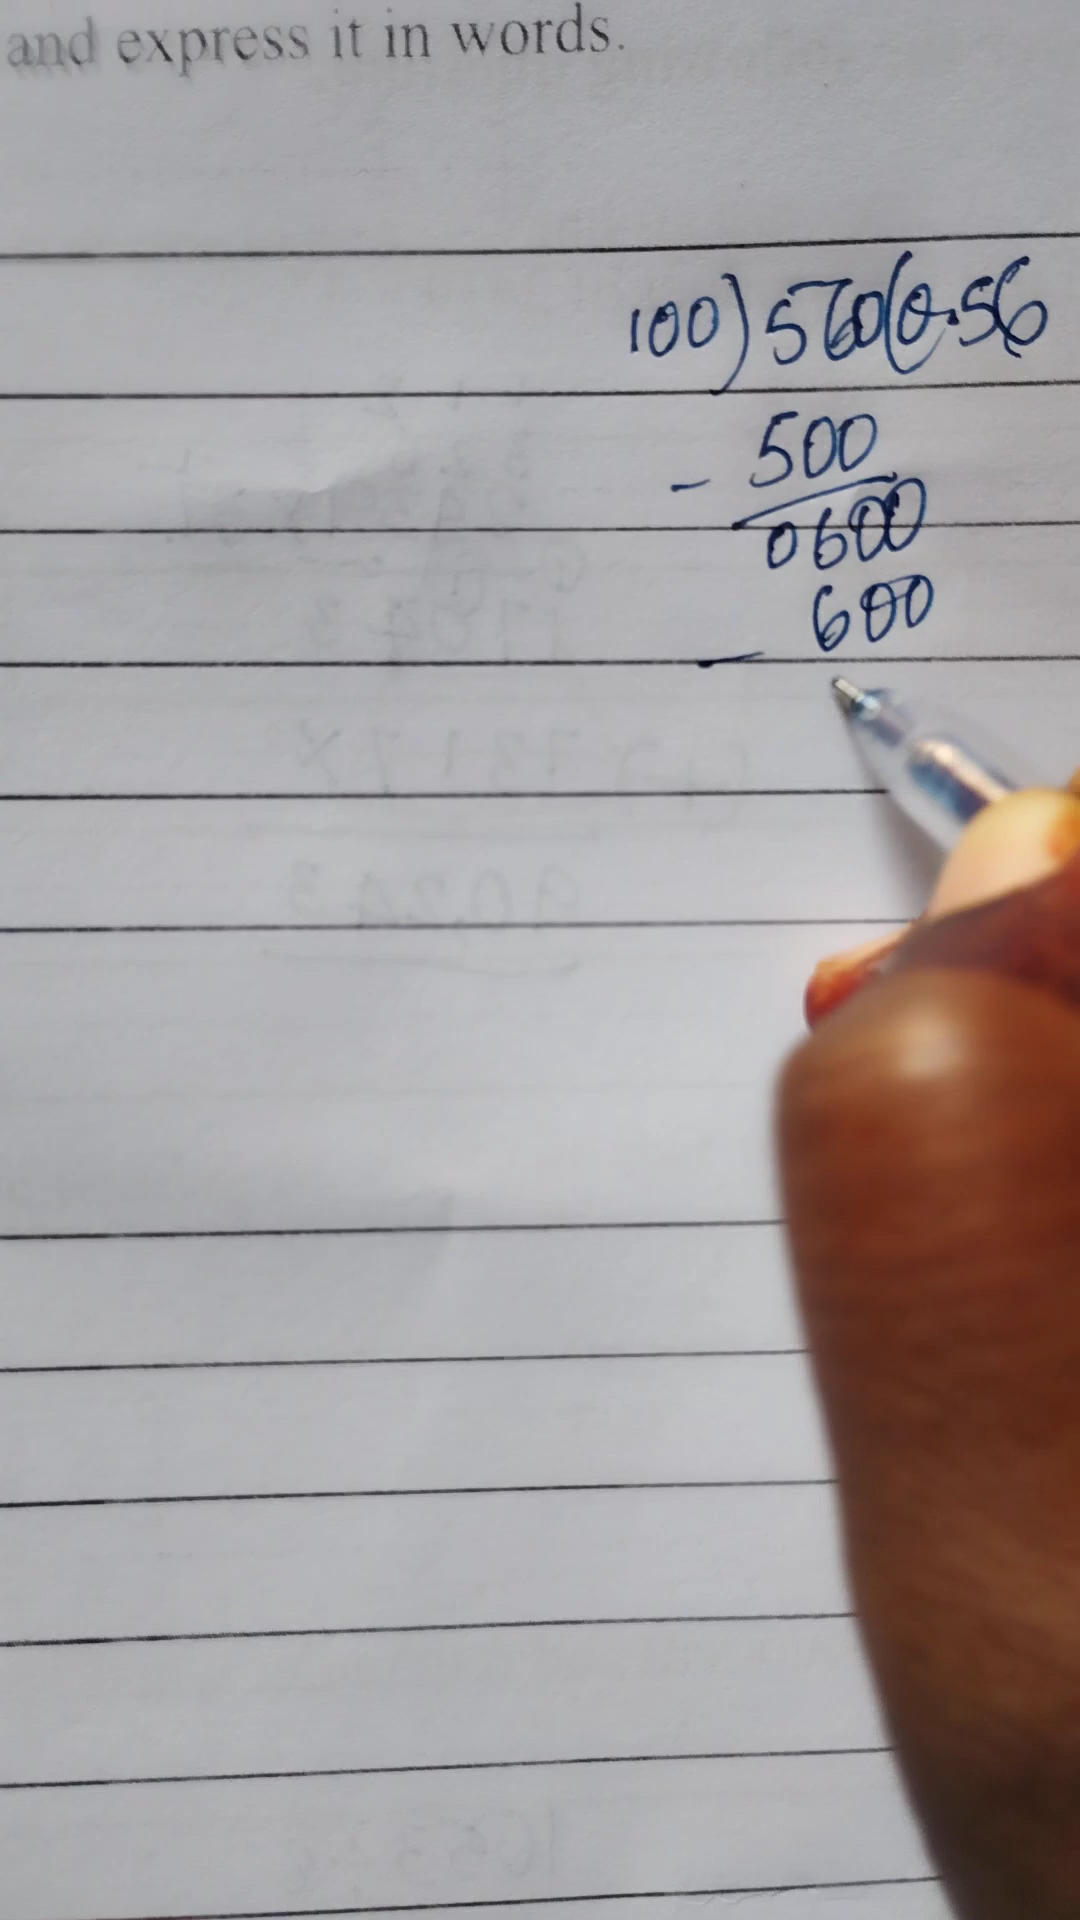 and express it in words.
100)560(0.56
- 500
0600
- 600